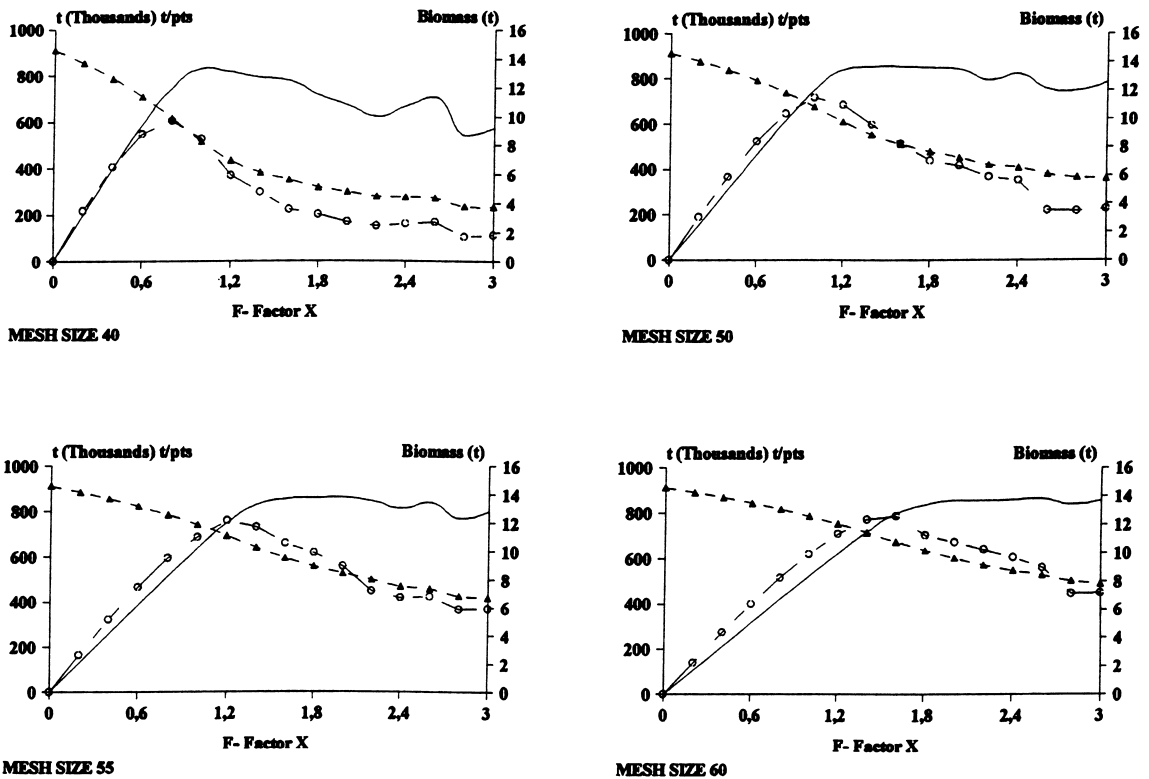 t (Thousands) t/pts Biomass (t)
1000 16
14
800 12
600 10
8
400 6
200 4
2
0 0
0 0,6 1,2 1,8 2,4 3
F- Factor X
MESH SIZE 40
t (Thousands) t/pts Biomass (t)
1000 16
14
800 12
600 10
8
400 6
200 4
2
0 0
0 0,6 1,2 1,8 2,4 3
F- Factor X
MESH SIZE 50
t (Thousands) t/pts Biomass (t)
1000 16
14
800 12
600 10
8
400 6
200 4
2
0 0
0 0,6 1,2 1,8 2,4 3
F- Factor X
MESH SIZE 55
t (Thousands) t/pts Biomass (t)
1000 16
14
800 12
600 10
8
400 6
200 4
2
0 0
0 0,6 1,2 1,8 2,4 3
F- Factor X
MESH SIZE 60